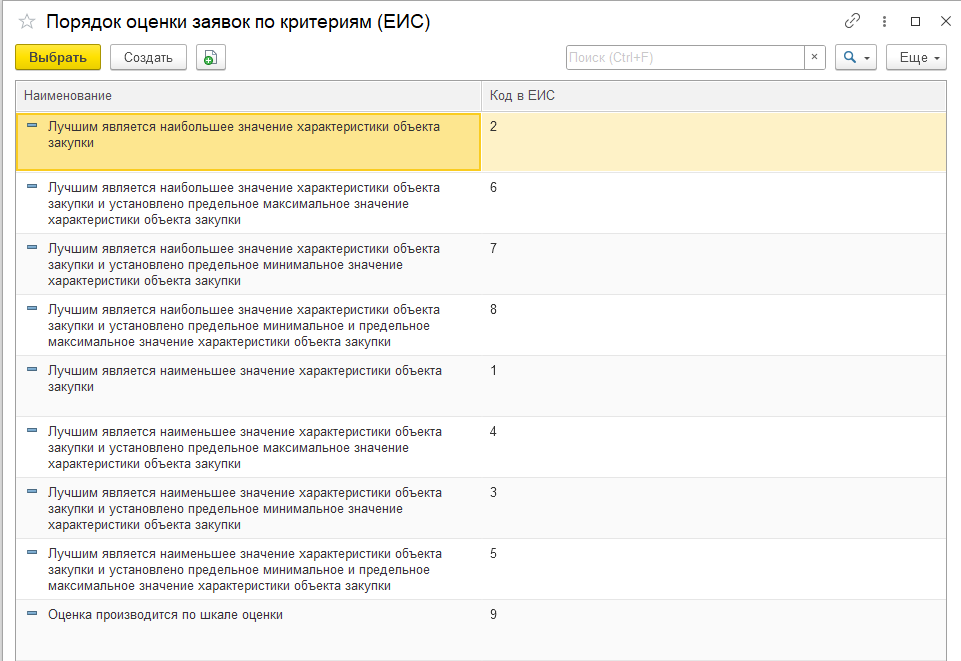 Порядок оценки заявок по критериям (ЕИС)
Выбрать
Создать
Поиск (Ctrl+F)
×
Еще
Наименование
Код в ЕИС
Лучшим является наибольшее значение характеристики объекта
закупки
2
Лучшим является наибольшее значение характеристики объекта
закупки и установлено предельное максимальное значение
характеристики объекта закупки
6
Лучшим является наибольшее значение характеристики объекта
закупки и установлено предельное минимальное значение
характеристики объекта закупки
7
Лучшим является наибольшее значение характеристики объекта
закупки и установлено предельное минимальное и предельное
максимальное значение характеристики объекта закупки
8
Лучшим является наименьшее значение характеристики объекта
закупки
1
Лучшим является наименьшее значение характеристики объекта
закупки и установлено предельное максимальное значение
характеристики объекта закупки
4
Лучшим является наименьшее значение характеристики объекта
закупки и установлено предельное минимальное значение
характеристики объекта закупки
3
Лучшим является наименьшее значение характеристики объекта
закупки и установлено предельное минимальное и предельное
максимальное значение характеристики объекта закупки
5
Оценка производится по шкале оценки
9